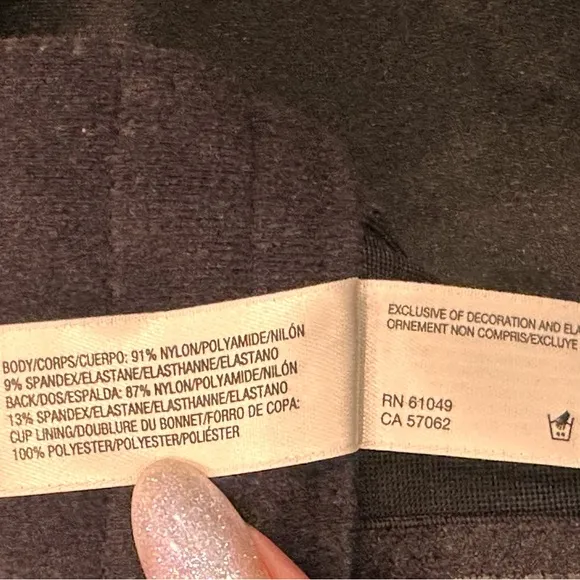 BODY/CORPS/CUERPO: 91% NYLON/POLYAMIDE/NILÓN
9% SPANDEX/ELASTANE/ELASTHANNE/ELASTANO
BACK/DOS/ESPALDA: 87% NYLON/POLYAMIDE/NILÓN
13% SPANDEX/ELASTANE/ELASTHANNE/ELASTANO
CUP LINING/DOUBLURE DU BONNET/FORRO DE COPA:
100% POLYESTER/POLYESTER/POLIÉSTER
EXCLUSIVE OF DECORATION AND
ORNEMENT NON COMPRIS/EXCLUYE
RN 61049
CA 57062